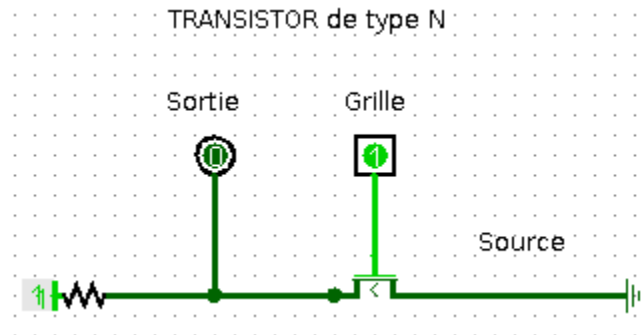 TRANSISTOR de type N
Sortie
Grille
0
1
Source
1